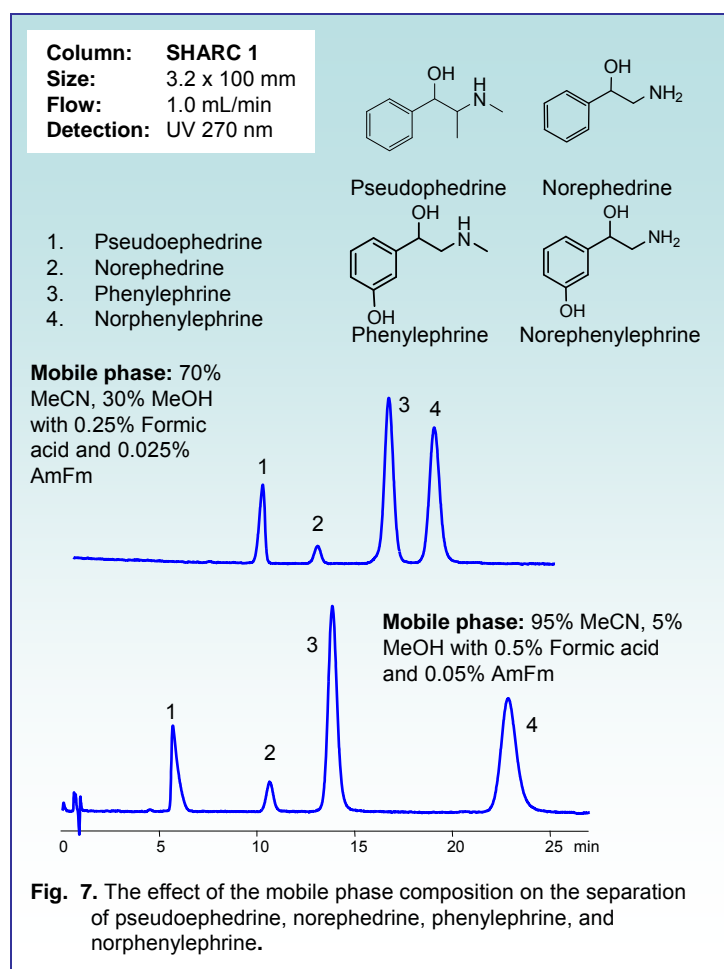 Column: SHARC 1
Size: 3.2 x 100 mm
Flow: 1.0 mL/min
Detection: UV 270 nm
OH
H
N
Pseudophedrine
OH
NH2
Norephedrine
1. Pseudoephedrine
2. Norephedrine
3. Phenylephrine
4. Norphenylephrine
OH
H
N
OH
Phenylephrine
OH
NH2
OH
Norephenylephrine
Mobile phase: 70%
MeCN, 30% MeOH
with 0.25% Formic
acid and 0.025%
AmFm
1
2
3
4
Mobile phase: 95% MeCN, 5%
MeOH with 0.5% Formic acid
and 0.05% AmFm
1
2
3
4
0 5 10 15 20 25 min
Fig. 7. The effect of the mobile phase composition on the separation
of pseudoephedrine, norephedrine, phenylephrine, and
norphenylephrine.